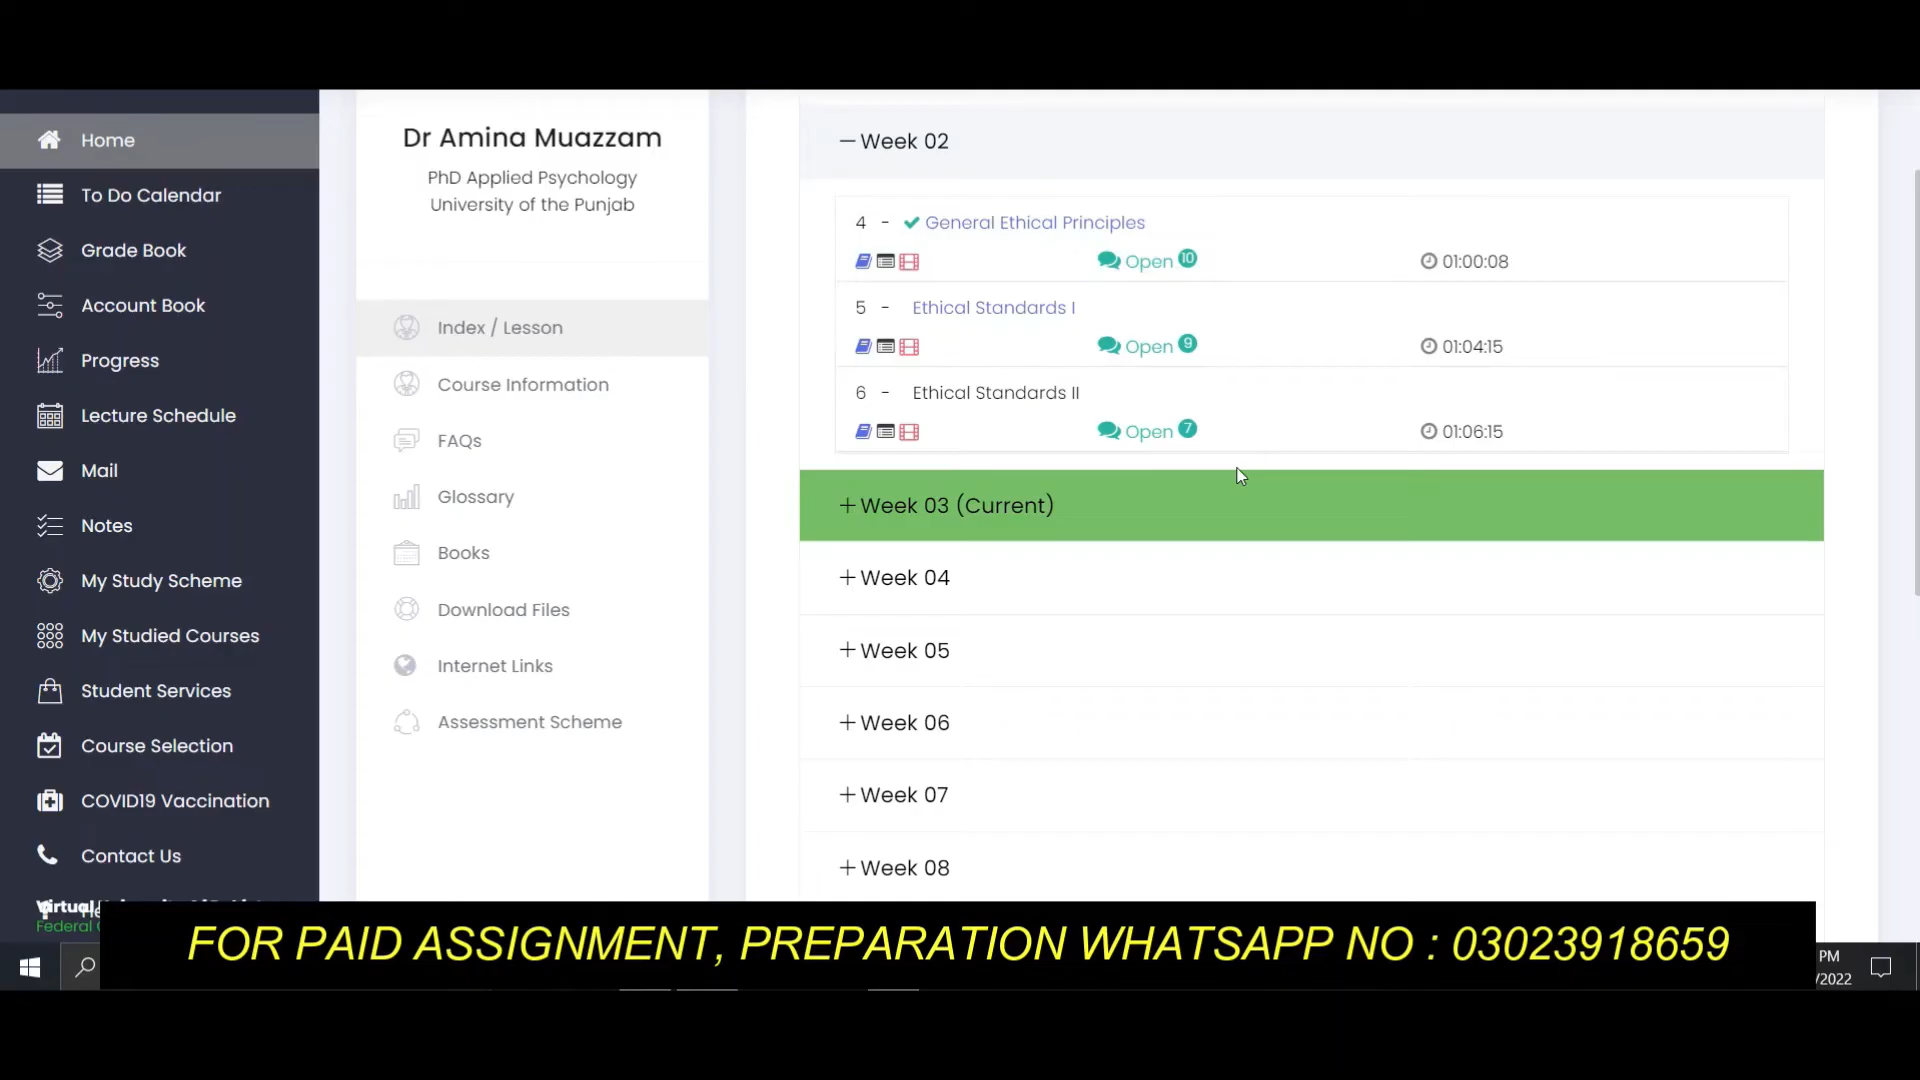 Home
To Do Calendar
Grade Book
Account Book
Progress
Lecture Schedule
Mail
Notes
My Study Scheme
My Studied Courses
Student Services
Course Selection
COVID19 Vaccination
Contact Us
Virtual
Federal
Dr Amina Muazzam
PhD Applied Psychology
University of the Punjab
Index / Lesson
Course Information
FAQs
Glossary
Books
Download Files
Internet Links
Assessment Scheme
— Week 02
4 - General Ethical Principles
Open 10 01:00:08
5 - Ethical Standards I
Open 9 01:04:15
6 - Ethical Standards II
Open 7 01:06:15
+ Week 03 (Current)
+ Week 04
+ Week 05
+ Week 06
+ Week 07
+ Week 08
FOR PAID ASSIGNMENT, PREPARATION WHATSAPP NO : 03023918659
PM
/2022